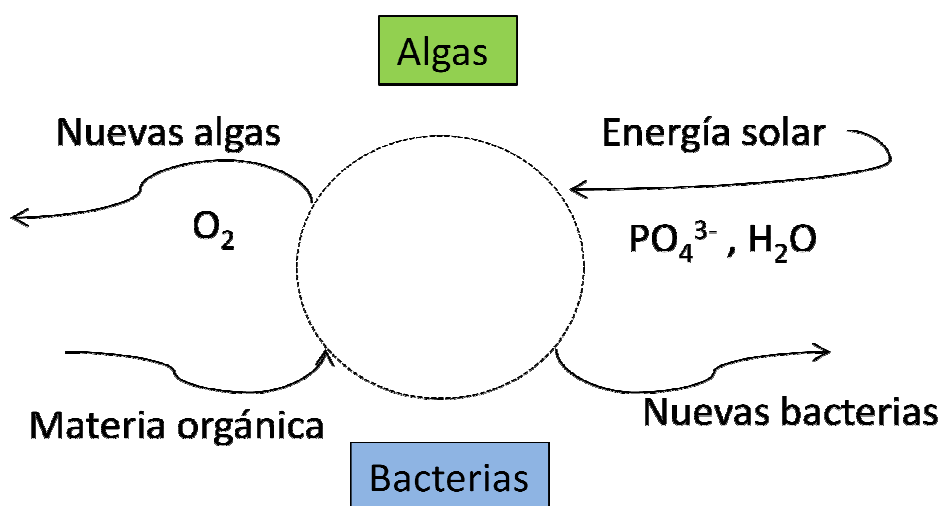 Algas
Nuevas algas
Energía solar
O₂
PO₄³⁻ , H₂O
Materia orgánica
Nuevas bacterias
Bacterias